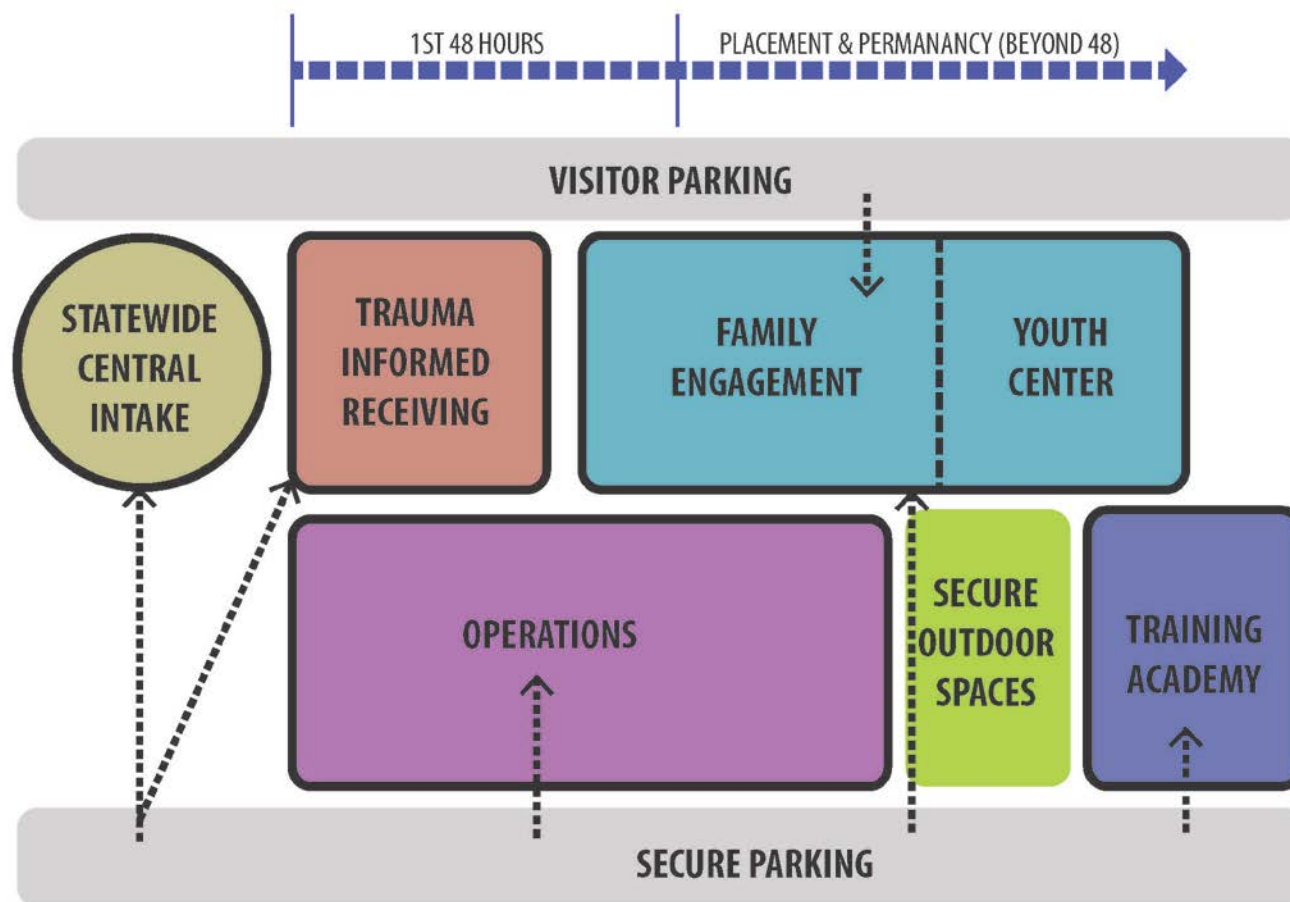 1ST 48 HOURS
PLACEMENT & PERMANANCY (BEYOND 48)
VISITOR PARKING
STATEWIDE
CENTRAL
INTAKE
TRAUMA
INFORMED
RECEIVING
FAMILY
ENGAGEMENT
YOUTH
CENTER
OPERATIONS
SECURE
OUTDOOR
SPACES
TRAINING
ACADEMY
SECURE PARKING